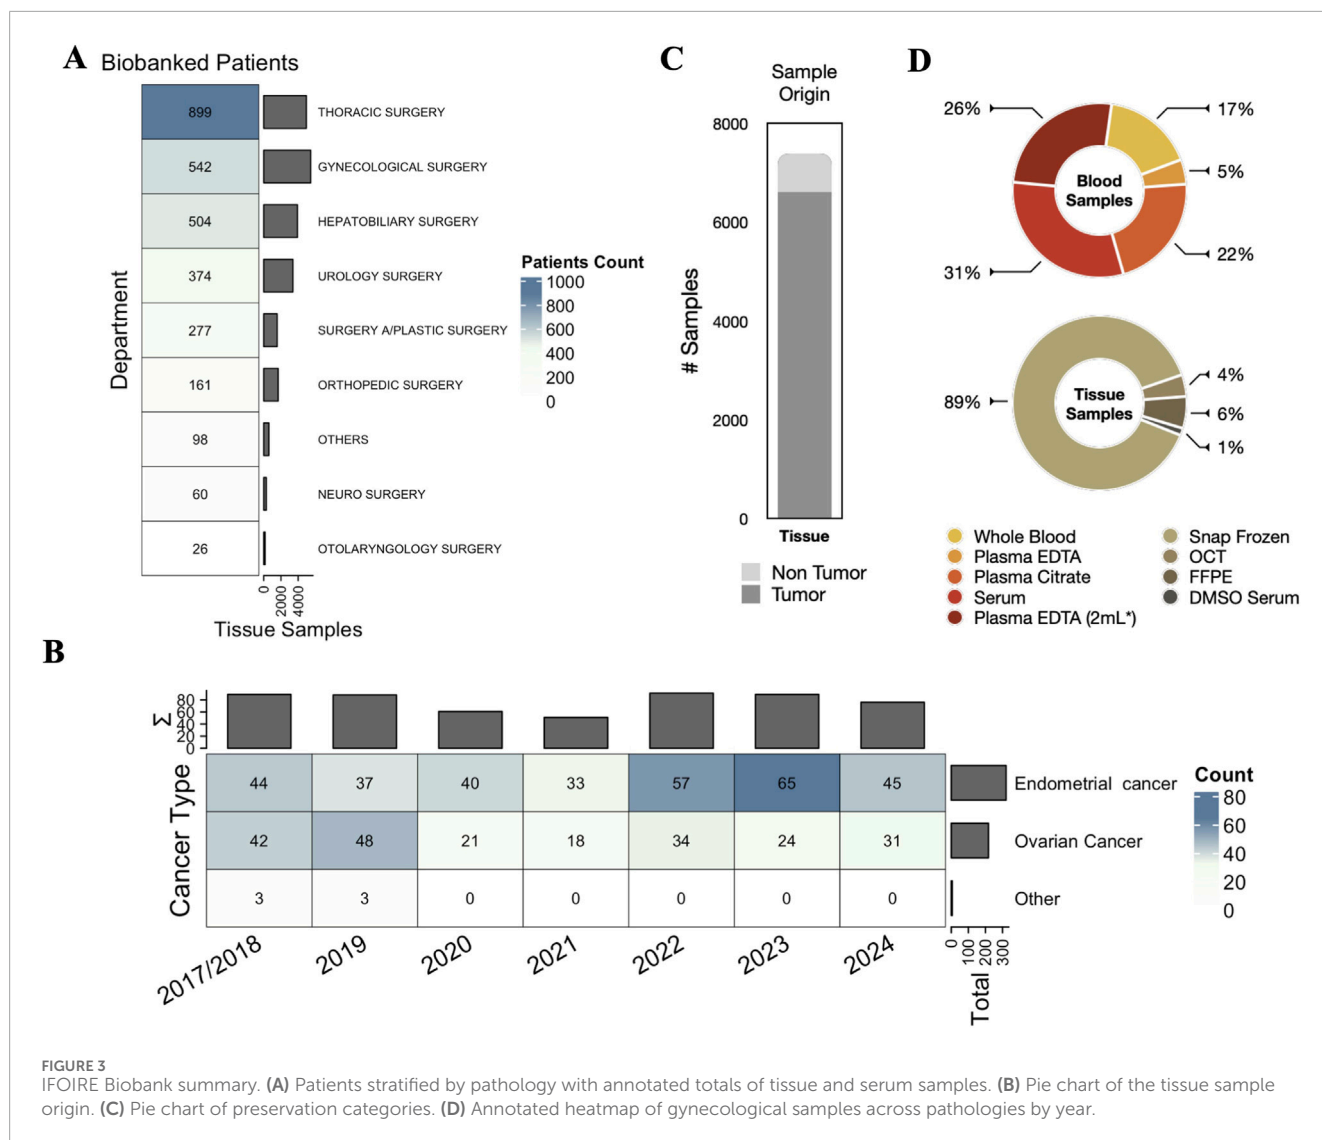 A
Biobanked Patients
Department
899
THORACIC SURGERY
542
GYNECOLOGICAL SURGERY
504
HEPATOBILIARY SURGERY
374
UROLOGY SURGERY
277
SURGERY A/PLASTIC SURGERY
161
ORTHOPEDIC SURGERY
98
OTHERS
60
NEURO SURGERY
26
OTOLARYNGOLOGY SURGERY
0
2000
4000
Tissue Samples
Patients Count
1000
800
600
400
200
0
C
Sample
Origin
# Samples
8000
6000
4000
2000
0
Tissue
Non Tumor
Tumor
D
26%
17%
5%
22%
31%
Blood
Samples
89%
4%
6%
1%
Tissue
Samples
Whole Blood
Plasma EDTA
Plasma Citrate
Serum
Plasma EDTA (2mL*)
Snap Frozen
OCT
FFPE
DMSO Serum
B
Σ
80
60
40
20
0
Cancer Type
44 37 40 33 57 65 45
Endometrial cancer
42 48 21 18 34 24 31
Ovarian Cancer
3 3 0 0 0 0 0
Other
2017/2018 2019 2020 2021 2022 2023 2024
0
100
200
300
Total
Count
80
60
40
20
0
FIGURE 3
IFOIRE Biobank summary. (A) Patients stratified by pathology with annotated totals of tissue and serum samples. (B) Pie chart of the tissue sample
origin. (C) Pie chart of preservation categories. (D) Annotated heatmap of gynecological samples across pathologies by year.